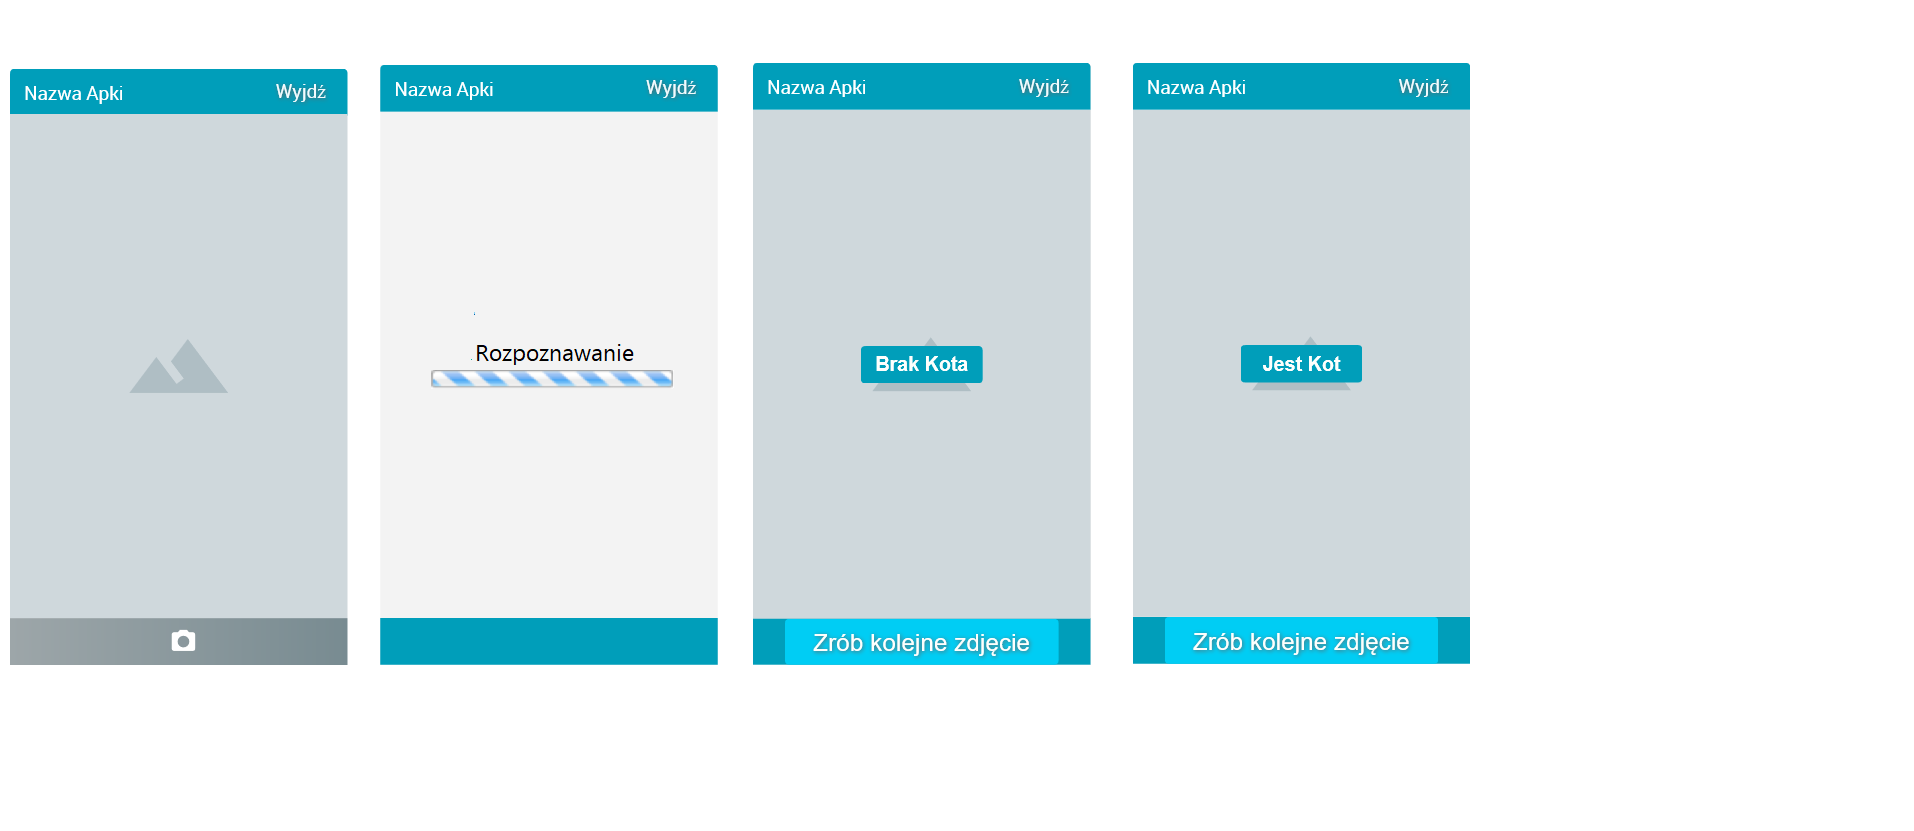 Nazwa Apki
Wyjdź
Nazwa Apki
Wyjdź
Rozpoznawanie
Nazwa Apki
Wyjdź
Brak Kota
Zrób kolejne zdjęcie
Nazwa Apki
Wyjdź
Jest Kot
Zrób kolejne zdjęcie